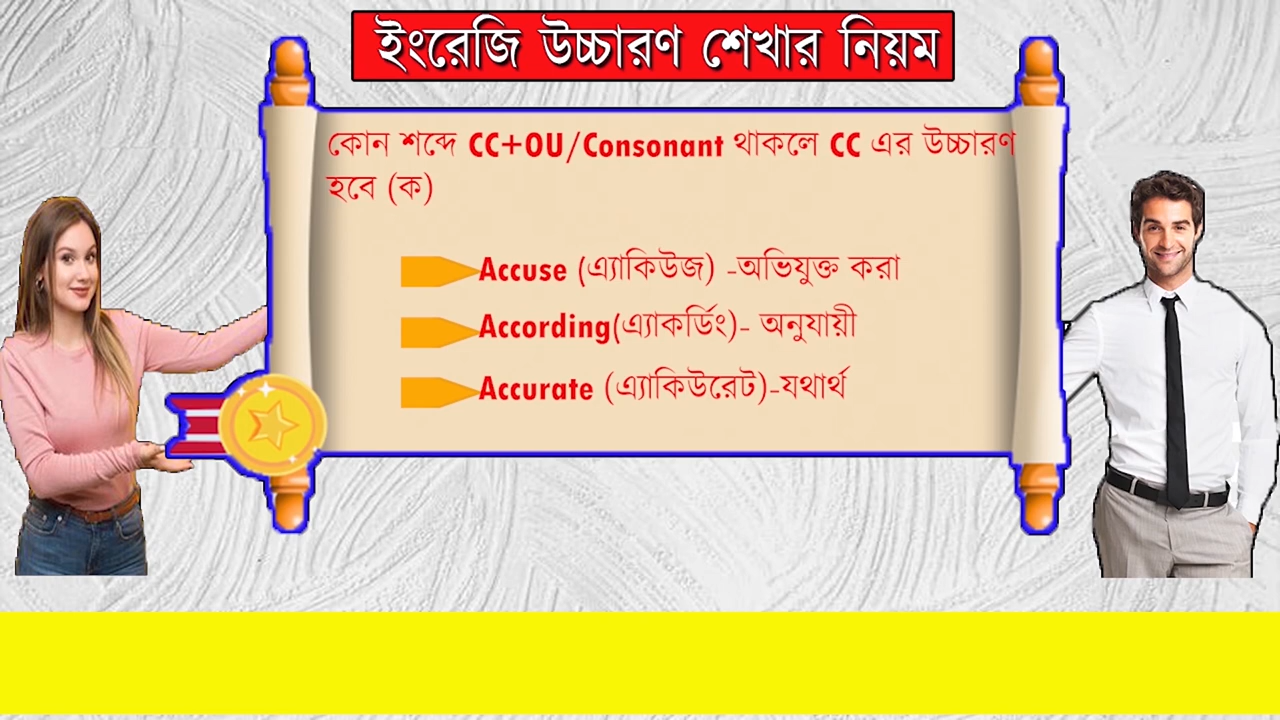 ইংরেজি উচ্চারণ শেখার নিয়ম
কোন শব্দে CC+OU/Consonant থাকলে CC এর উচ্চারণ
হবে (ক)
Accuse (এ্যাকিউজ) -অভিযুক্ত করা
According(এ্যাকর্ডিং)- অনুযায়ী
Accurate (এ্যাকিউরেট)-যথার্থ